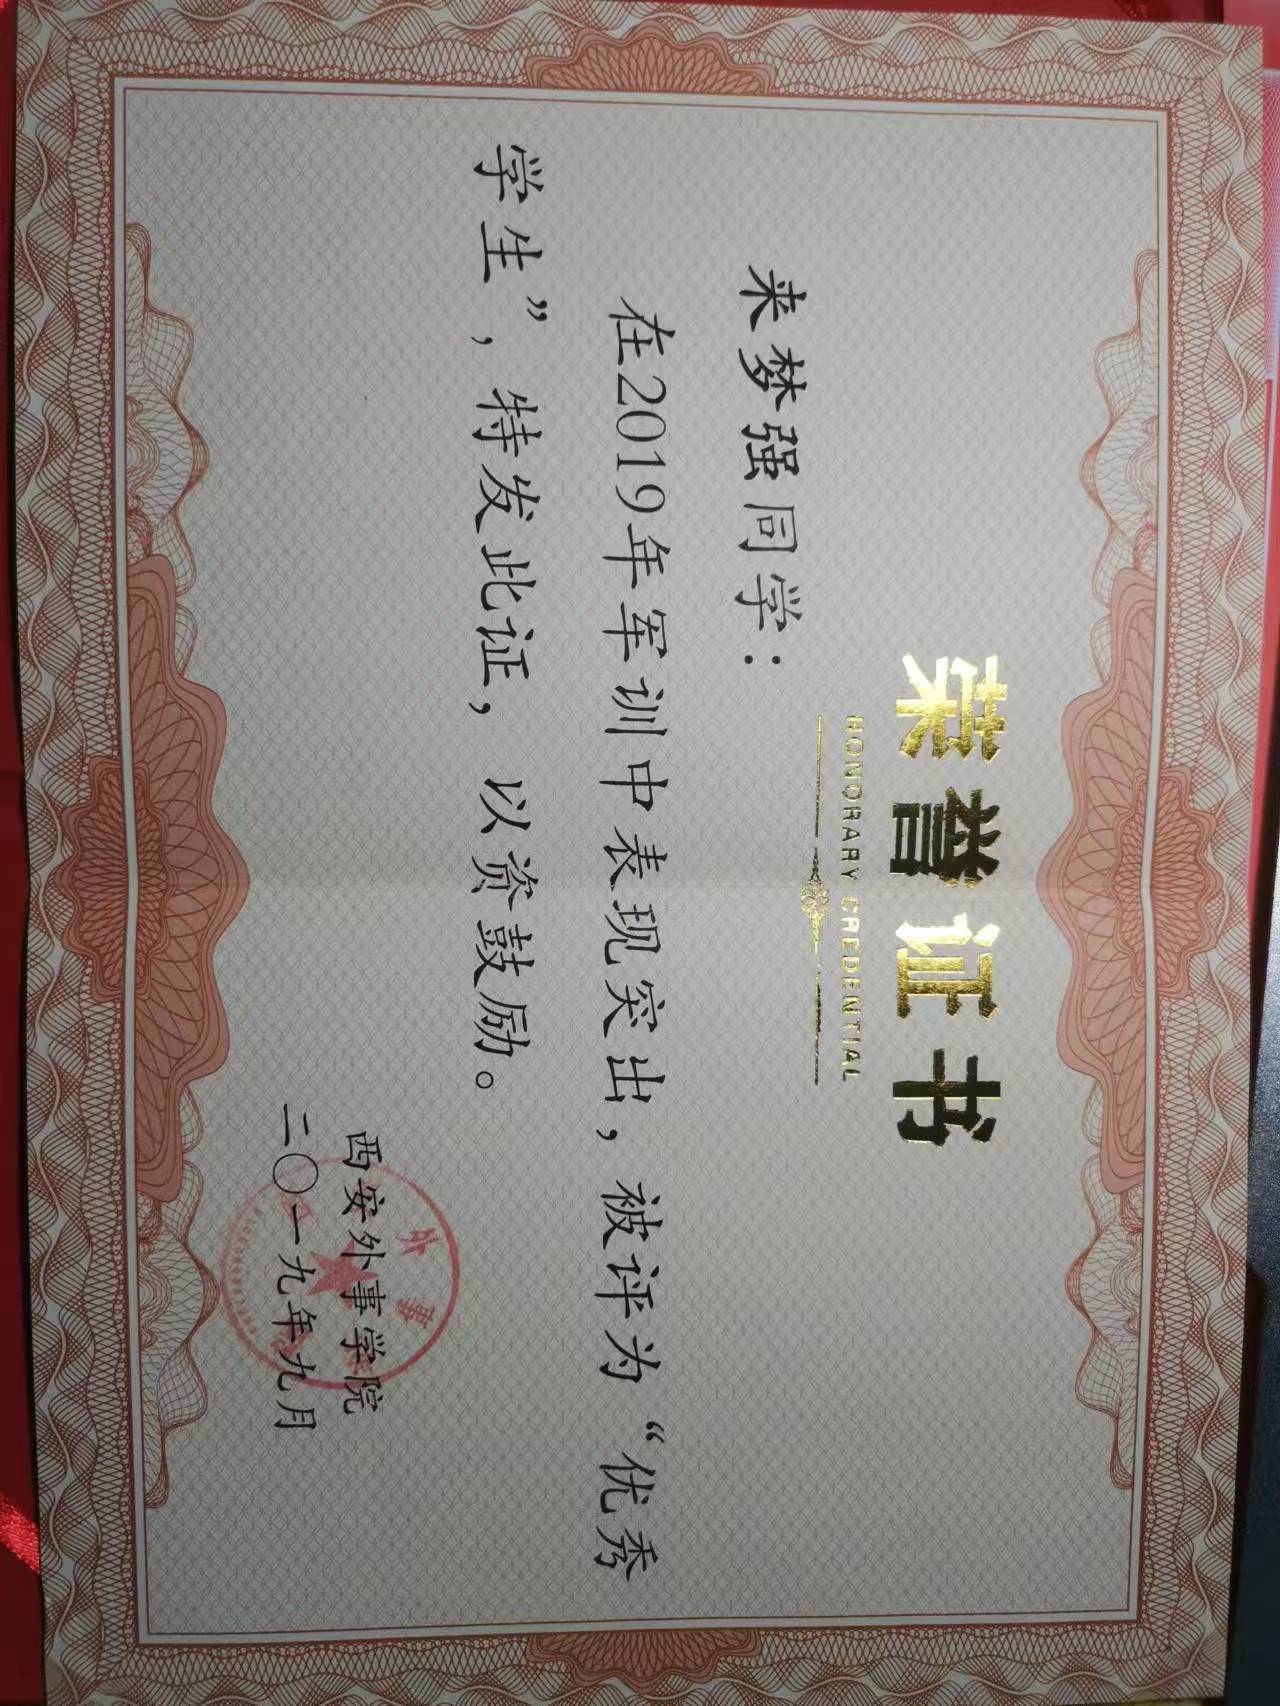 荣誉证书
HONORARY CREDENTIAL
来梦强同学：
在2019年军训中表现突出，被评为“优秀
学生”，特发此证，以资鼓励。
西安外事学院
二〇一九年九月
外事